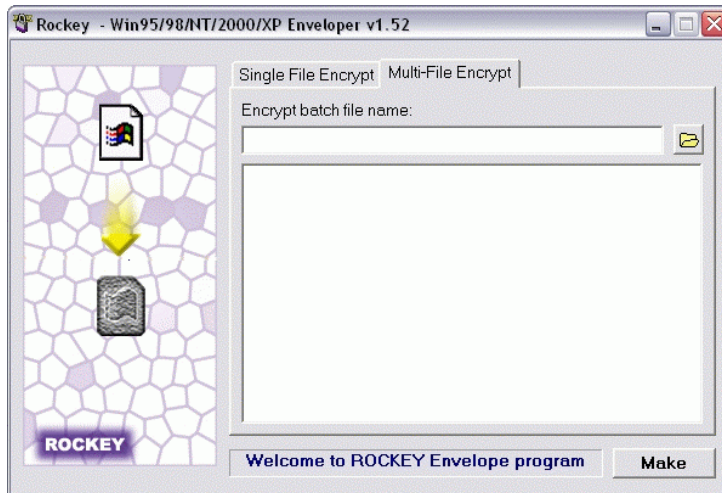 Rockey - Win95/98/NT/2000/XP Enveloper v1.52
Single File Encrypt
Multi-File Encrypt
Encrypt batch file name:
ROCKEY
Welcome to ROCKEY Envelope program
Make